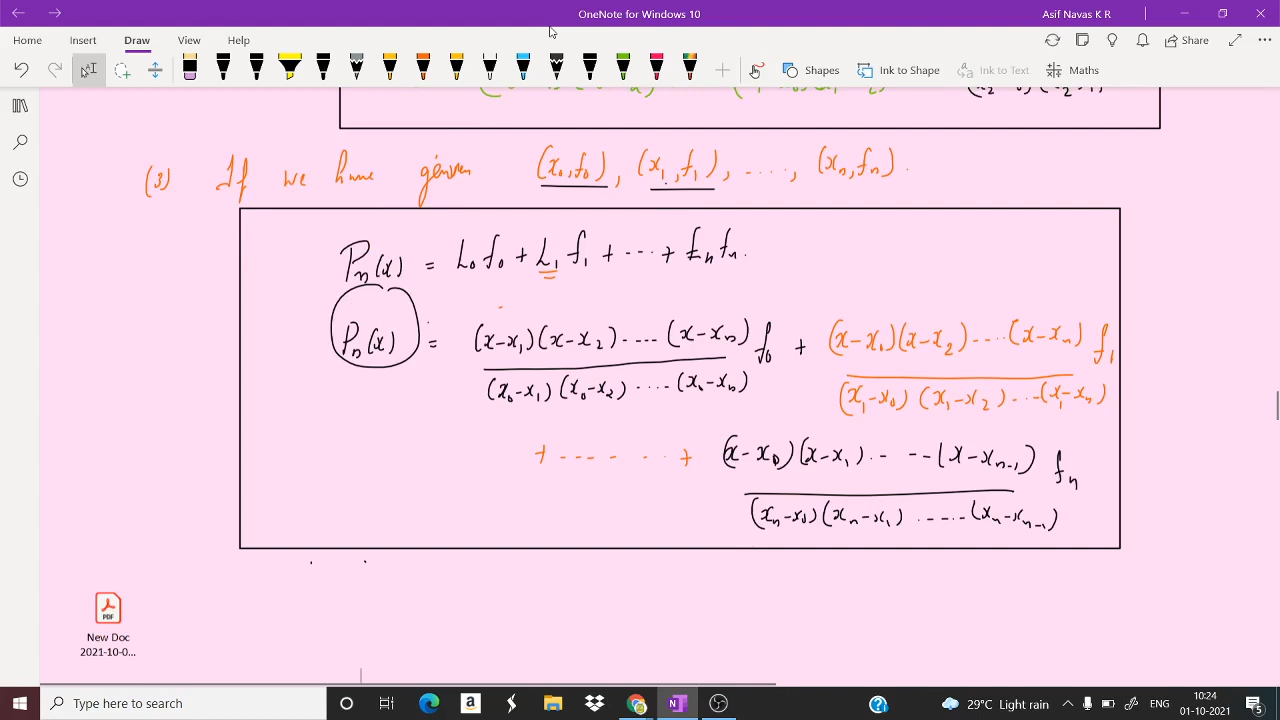 OneNote for Windows 10
Asif Navas K R
Home Insert Draw View Help
Share
Shapes Ink to Shape Ink to Text Maths
(3) If we have given (x₀,f₀), (x₁,f₁), ...., (xₙ,fₙ).
Pₙ(x) = L₀f₀ + L₁f₁ + ... + Lₙfₙ.
Pₙ(x) = (x-x₁)(x-x₂)....(x-xₙ) f₀ + (x-x₀)(x-x₂)....(x-xₙ) f₁
(x₀-x₁)(x₀-x₂)....(x₀-xₙ) (x₁-x₀)(x₁-x₂)...(x₁-xₙ)
+ ...... + (x-x₀)(x-x₁)....(x-xₙ₋₁) fₙ
(xₙ-x₀)(xₙ-x₁)......(xₙ-xₙ₋₁)
PDF
New Doc
2021-10-0...
Type here to search
29°C Light rain
10:24
01-10-2021